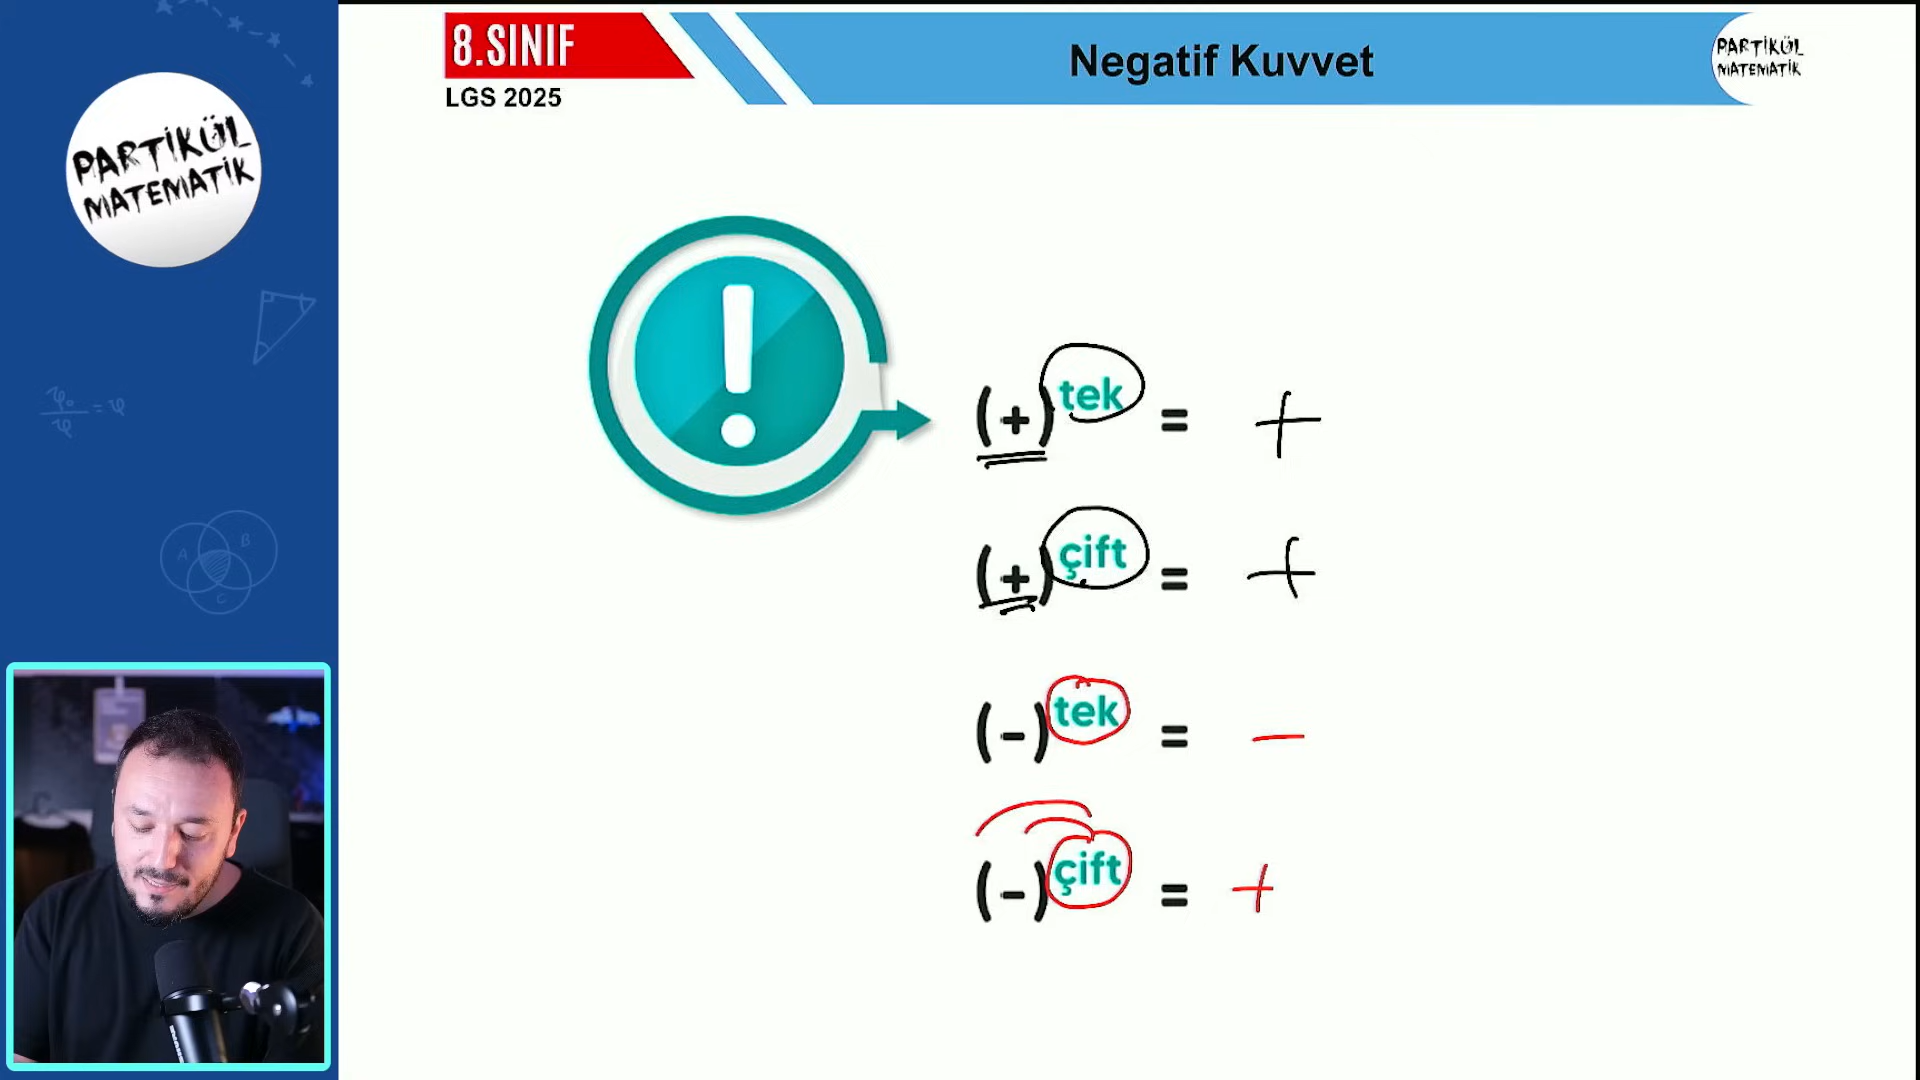 PARTİKÜL
MATEMATİK
8.SINIF
LGS 2025
Negatif Kuvvet
PARTİKÜL
MATEMATİK
(+)tek = +
(+)çift = +
(-)tek = -
(-)çift = +
A B
C